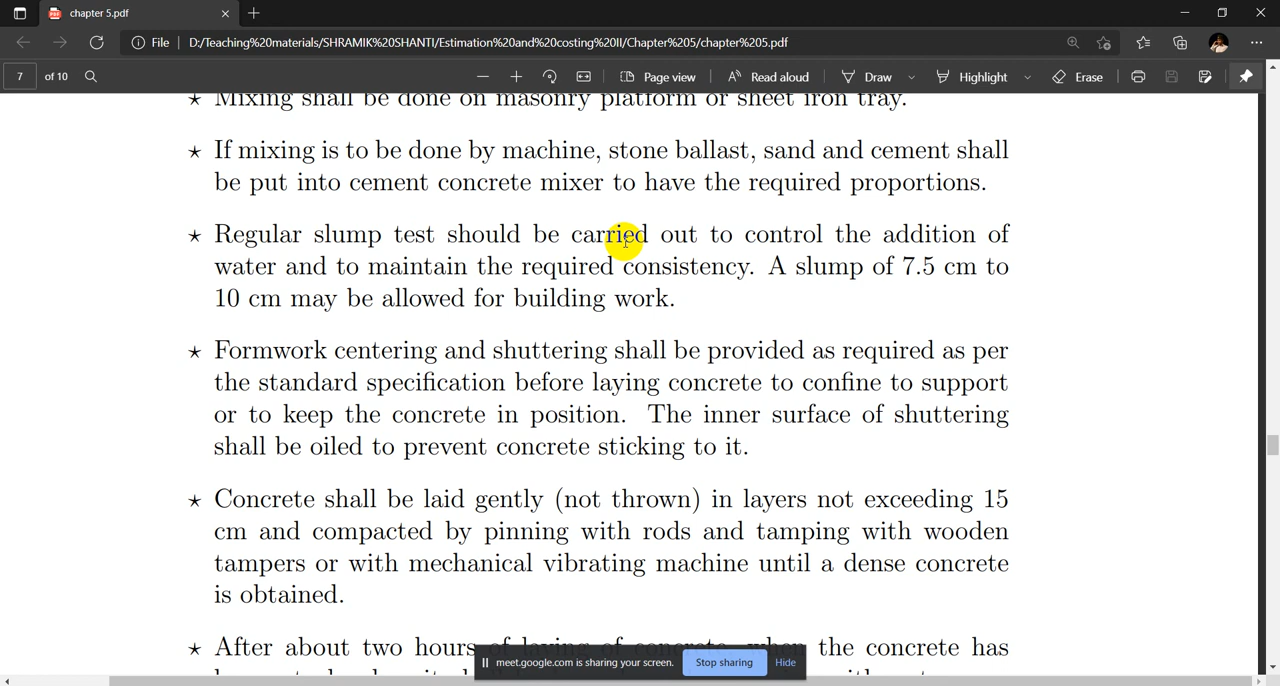 chapter 5.pdf
File D:/Teaching%20materials/SHRAMIK%20SHANTI/Estimation%20and%20costing%20II/Chapter%205/chapter%205.pdf
7 of 10 Page view Read aloud Draw Highlight Erase
⋆ Mixing shall be done on masonry platform or sheet iron tray.
⋆ If mixing is to be done by machine, stone ballast, sand and cement shall
be put into cement concrete mixer to have the required proportions.
⋆ Regular slump test should be carried out to control the addition of
water and to maintain the required consistency. A slump of 7.5 cm to
10 cm may be allowed for building work.
⋆ Formwork centering and shuttering shall be provided as required as per
the standard specification before laying concrete to confine to support
or to keep the concrete in position. The inner surface of shuttering
shall be oiled to prevent concrete sticking to it.
⋆ Concrete shall be laid gently (not thrown) in layers not exceeding 15
cm and compacted by pinning with rods and tamping with wooden
tampers or with mechanical vibrating machine until a dense concrete
is obtained.
⋆ After about two hours of laying of concrete, when the concrete has
meet.google.com is sharing your screen. Stop sharing Hide